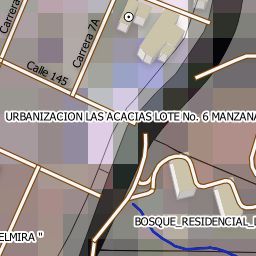 Carrera
Carrera 7A
Calle 145
URBANIZACION LAS ACACIAS LOTE No. 6 MANZANA
BOSQUE_RESIDENCIAL_
ELMIRA "